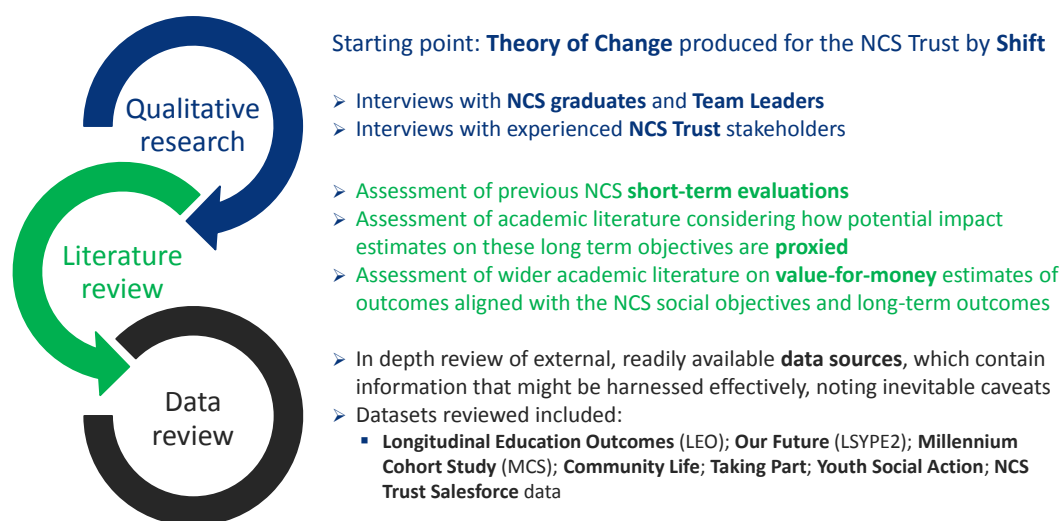 Starting point: Theory of Change produced for the NCS Trust by Shift
Qualitative
research
➢ Interviews with NCS graduates and Team Leaders
➢ Interviews with experienced NCS Trust stakeholders
Literature
review
➢ Assessment of previous NCS short-term evaluations
➢ Assessment of academic literature considering how potential impact
estimates on these long term objectives are proxied
➢ Assessment of wider academic literature on value-for-money estimates of
outcomes aligned with the NCS social objectives and long-term outcomes
Data
review
➢ In depth review of external, readily available data sources, which contain
information that might be harnessed effectively, noting inevitable caveats
➢ Datasets reviewed included:
▪ Longitudinal Education Outcomes (LEO); Our Future (LSYPE2); Millennium
Cohort Study (MCS); Community Life; Taking Part; Youth Social Action; NCS
Trust Salesforce data